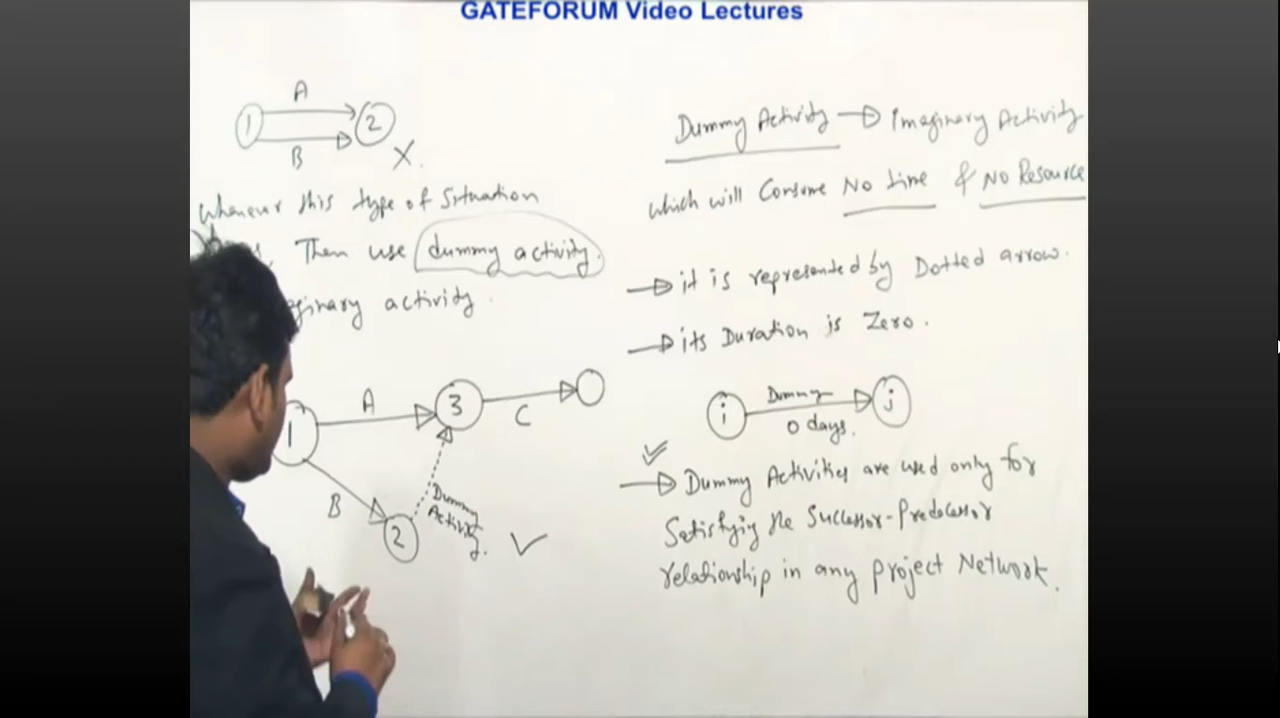 GATEFORUM Video Lectures
A
1
2
B
X.
Whenever this type of Situation
Then use dummy activity.
ginary activity.
A
1
3
C
B
2
Dummy
Activity.
Dummy Activity → Imaginary Activity
which will Consume No time & No Resource
→ it is represented by Dotted arrow.
→ its Duration is Zero.
i
Dummy
j
0 days.
→ Dummy Activities are used only for
Satisfying the Successor-Predecessor
relationship in any project Network.